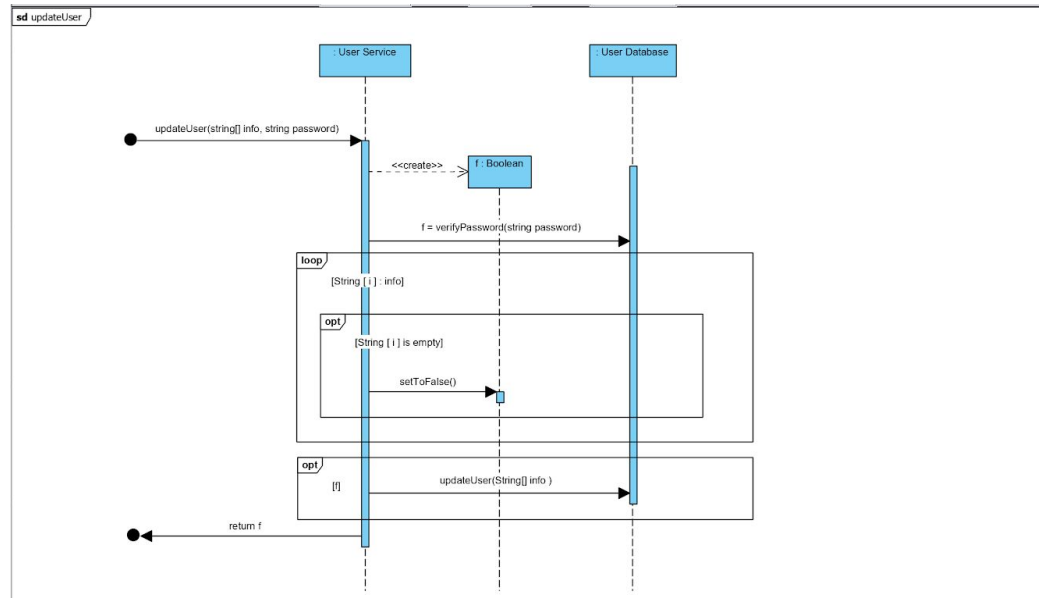 sd updateUser
: User Service
: User Database
updateUser(string[] info, string password)
<<create>>
f : Boolean
f = verifyPassword(string password)
loop
[String [ i ] : info]
opt
[String [ i ] is empty]
setToFalse()
opt
[f]
updateUser(String[] info )
return f